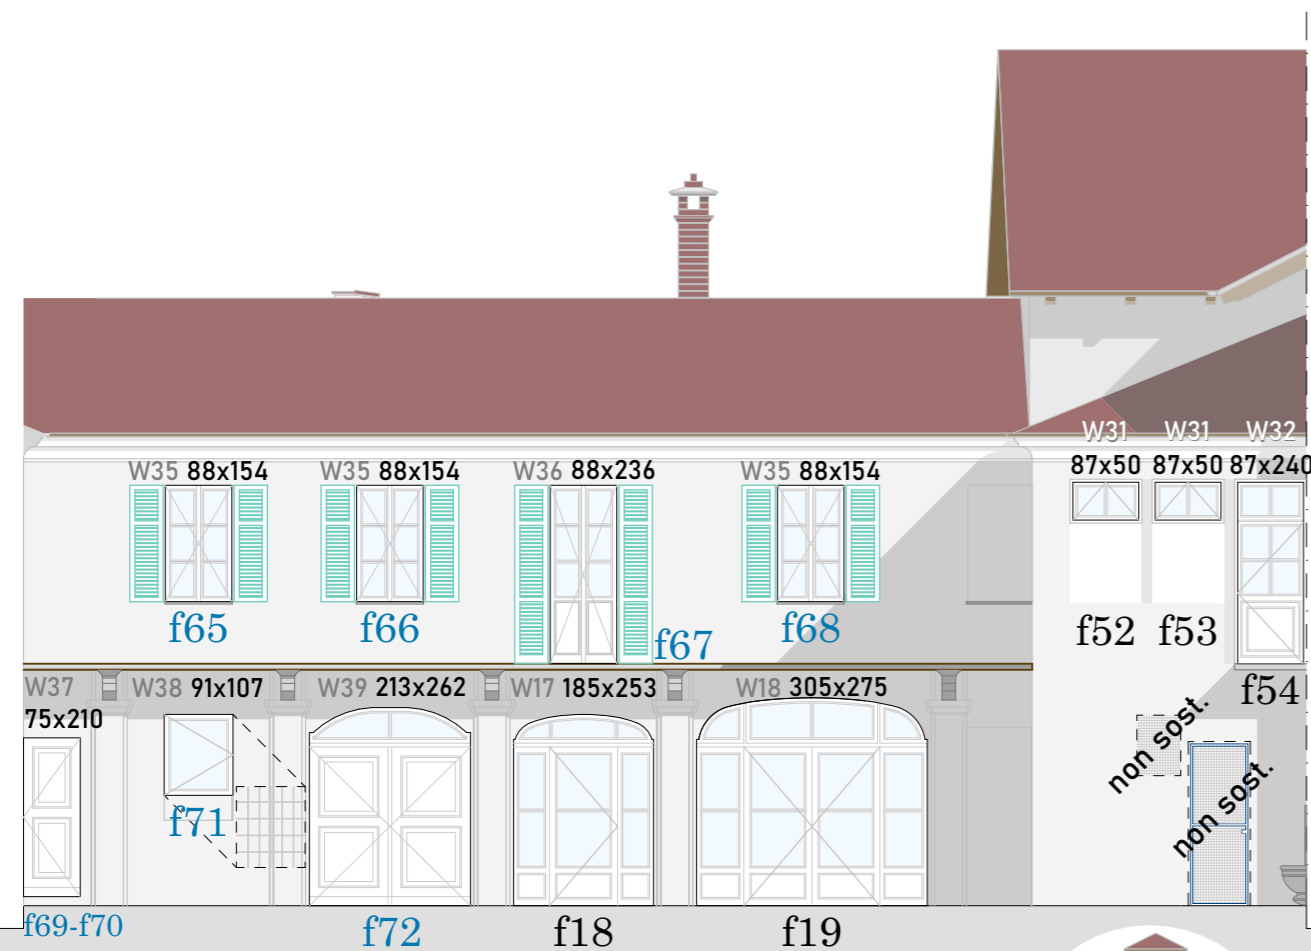 W31 W31 W32
87x50 87x50 87x240
W35 88x154 W35 88x154 W36 88x236 W35 88x154
f65 f66 f67 f68 f52 f53
W37 W38 91x107 W39 213x262 W17 185x253 W18 305x275 f54
75x210
non sost.
non sost.
f71
f69-f70 f72 f18 f19